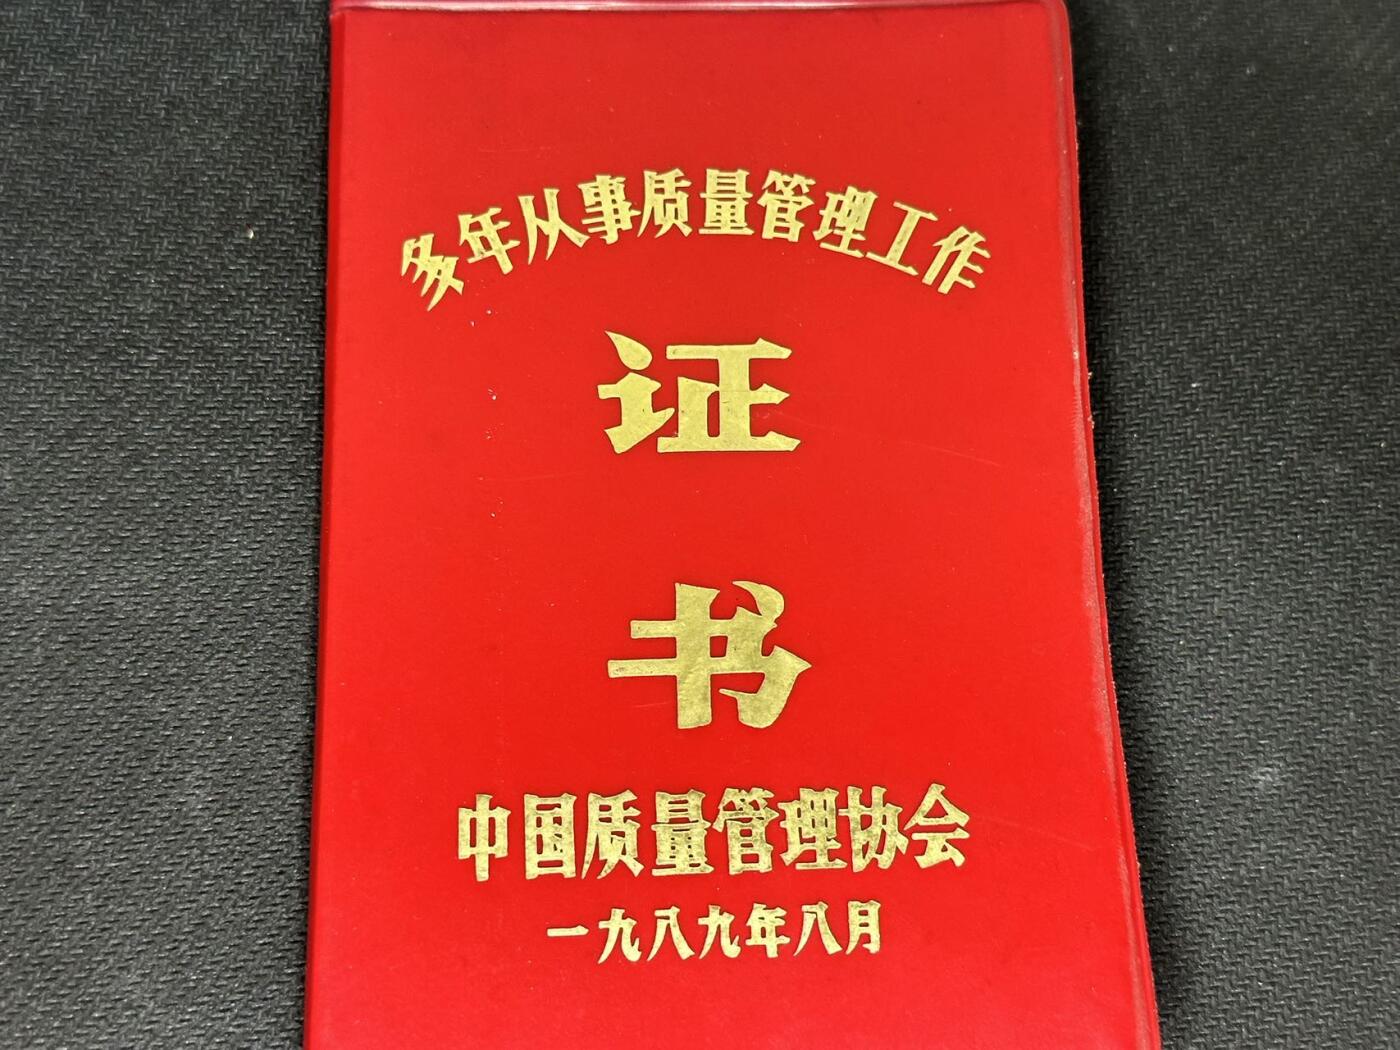 多年从事质量管理工作
证
书
中国质量管理协会
一九八九年八月